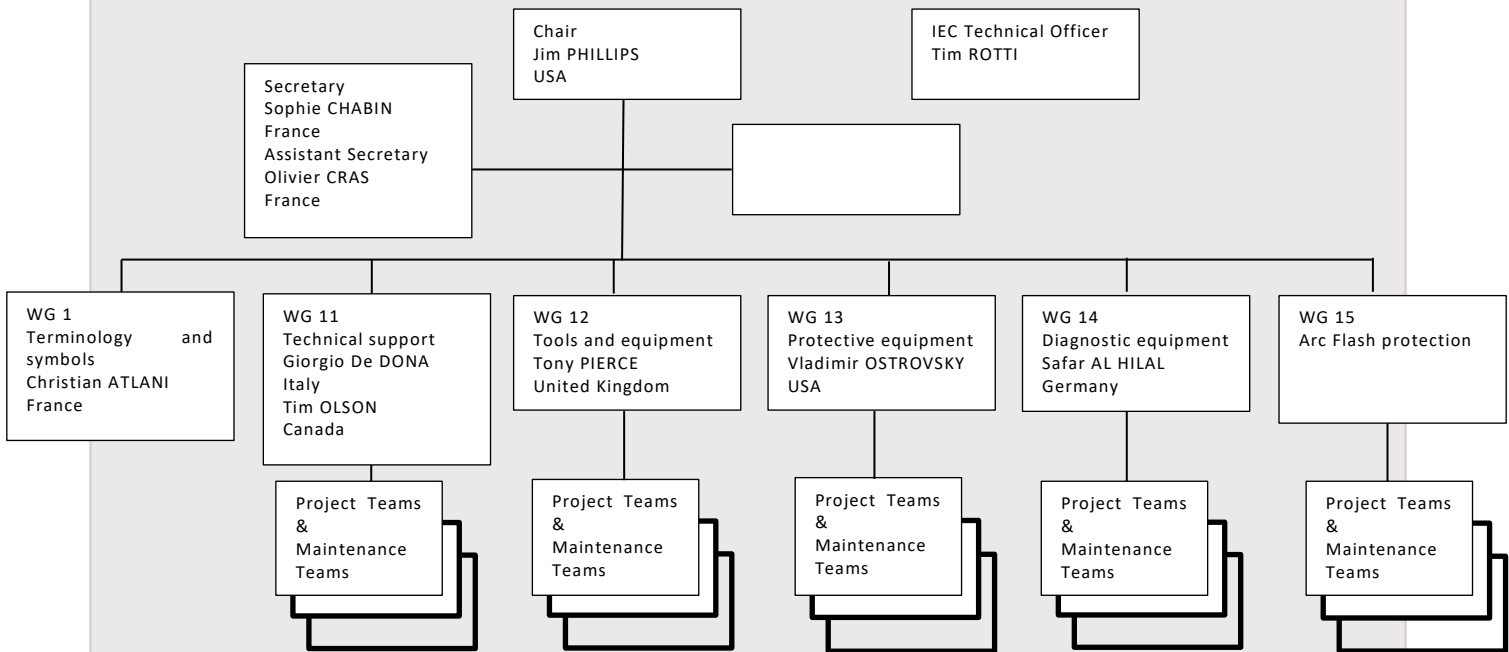 Chair
Jim PHILLIPS
USA
IEC Technical Officer
Tim ROTTI
Secretary
Sophie CHABIN
France
Assistant Secretary
Olivier CRAS
France
WG 1
Terminology and
symbols
Christian ATLANI
France
WG 11
Technical support
Giorgio De DONA
Italy
Tim OLSON
Canada
WG 12
Tools and equipment
Tony PIERCE
United Kingdom
WG 13
Protective equipment
Vladimir OSTROVSKY
USA
WG 14
Diagnostic equipment
Safar AL HILAL
Germany
WG 15
Arc Flash protection
Project Teams
&
Maintenance
Teams
Project Teams
&
Maintenance
Teams
Project Teams
&
Maintenance
Teams
Project Teams
&
Maintenance
Teams
Project Teams
&
Maintenance
Teams